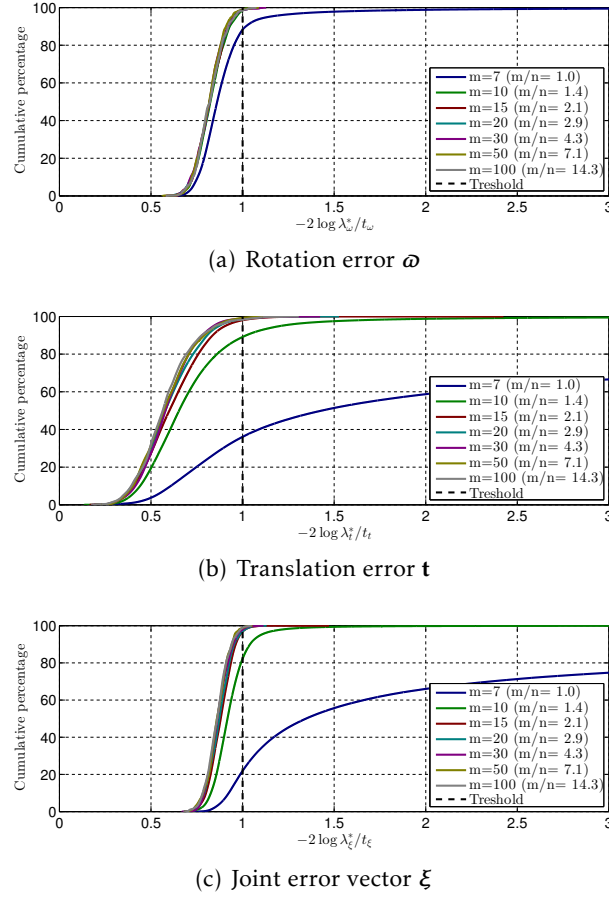 100
80
60
40
20
0
Cumulative percentage
m=7 (m/n= 1.0)
m=10 (m/n= 1.4)
m=15 (m/n= 2.1)
m=20 (m/n= 2.9)
m=30 (m/n= 4.3)
m=50 (m/n= 7.1)
m=100 (m/n= 14.3)
Treshold
0 0.5 1 1.5 2 2.5 3
−2 log λ*_ω/t_ω
(a) Rotation error ϖ
100
80
60
40
20
0
Cumulative percentage
m=7 (m/n= 1.0)
m=10 (m/n= 1.4)
m=15 (m/n= 2.1)
m=20 (m/n= 2.9)
m=30 (m/n= 4.3)
m=50 (m/n= 7.1)
m=100 (m/n= 14.3)
Treshold
0 0.5 1 1.5 2 2.5 3
−2 log λ*_t/t_t
(b) Translation error t
100
80
60
40
20
0
Cumulative percentage
m=7 (m/n= 1.0)
m=10 (m/n= 1.4)
m=15 (m/n= 2.1)
m=20 (m/n= 2.9)
m=30 (m/n= 4.3)
m=50 (m/n= 7.1)
m=100 (m/n= 14.3)
Treshold
0 0.5 1 1.5 2 2.5 3
−2 log λ*_ξ/t_ξ
(c) Joint error vector ξ